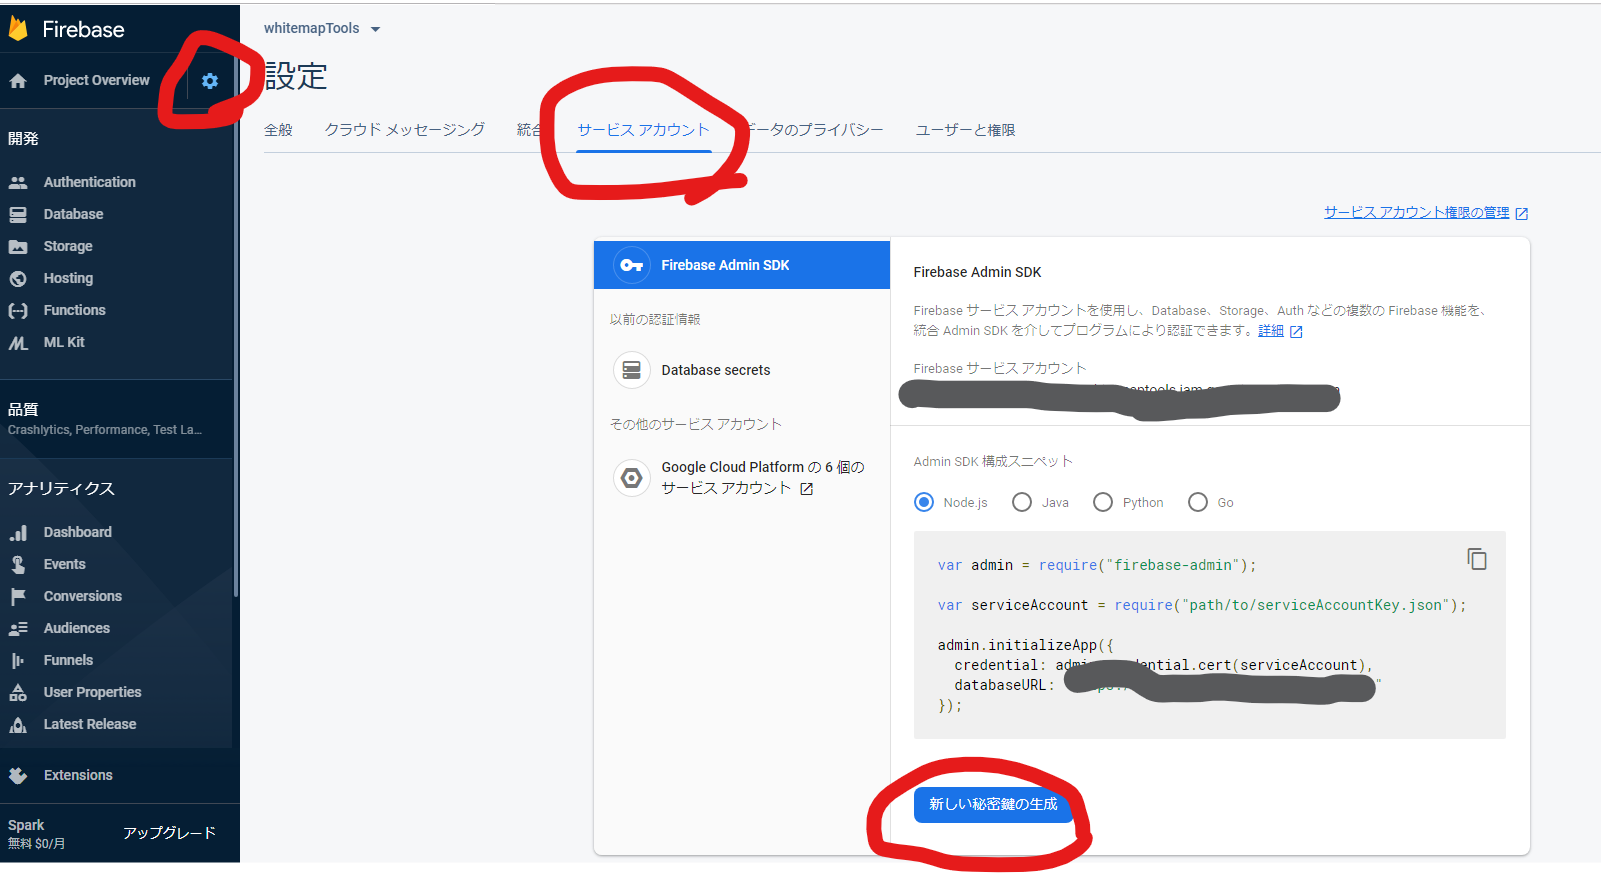 Firebase
Project Overview
開発
Authentication
Database
Storage
Hosting
Functions
ML Kit
品質
Crashlytics, Performance, Test La...
アナリティクス
Dashboard
Events
Conversions
Audiences
Funnels
User Properties
Latest Release
Extensions
Spark
無料 $0/月
アップグレード
whitemapTools
設定
全般
クラウド メッセージング
統合
サービス アカウント
データのプライバシー
ユーザーと権限
サービス アカウント権限の管理
Firebase Admin SDK
以前の認証情報
Database secrets
その他のサービス アカウント
Google Cloud Platform の 6 個の
サービス アカウント
Firebase Admin SDK
Firebase サービス アカウントを使用し、Database、Storage、Auth などの複数の Firebase 機能を、
統合 Admin SDK を介してプログラムにより認証できます。詳細
Firebase サービス アカウント
Admin SDK 構成スニペット
Node.js
Java
Python
Go
var admin = require("firebase-admin");
var serviceAccount = require("path/to/serviceAccountKey.json");
admin.initializeApp({
credential: admin.credential.cert(serviceAccount),
databaseURL: "
});
新しい秘密鍵の生成